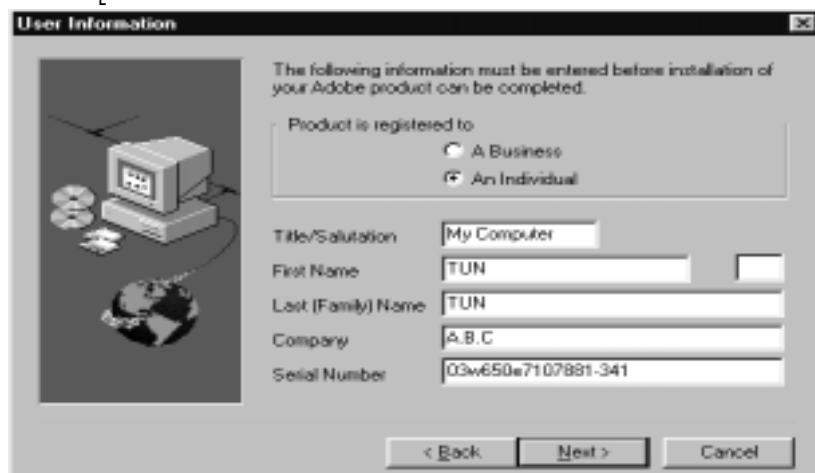 User Information
The following information must be entered before installation of
your Adobe product can be completed.
Product is registered to
A Business
An Individual
Title/Salutation My Computer
First Name TUN
Last (Family) Name TUN
Company A.B.C
Serial Number 03w650e7107881-341
< Back Next > Cancel